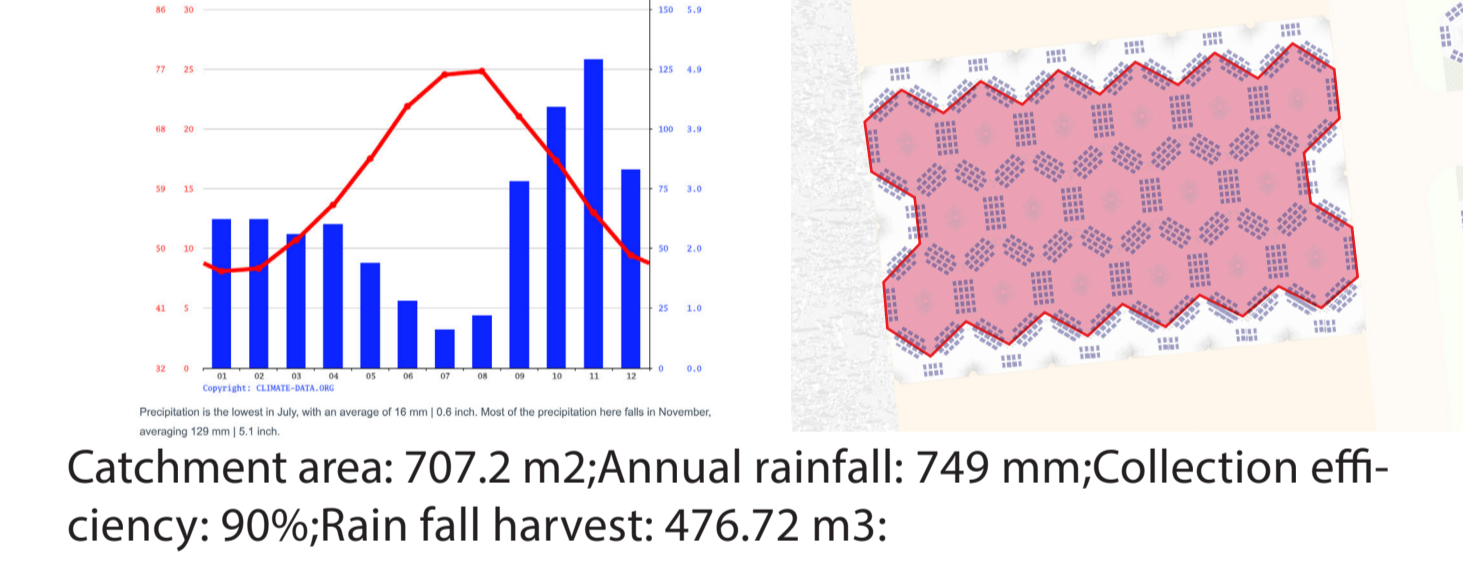 86 30 150 5.9
77 25 125 4.9
68 20 100 3.9
59 15 75 3.0
50 10 50 2.0
41 5 25 1.0
32 0 0 0.0
01 02 03 04 05 06 07 08 09 10 11 12
Copyright: CLIMATE-DATA.ORG
Precipitation is the lowest in July, with an average of 16 mm | 0.6 inch. Most of the precipitation here falls in November,
averaging 129 mm | 5.1 inch.
Catchment area: 707.2 m2;Annual rainfall: 749 mm;Collection effi-
ciency: 90%;Rain fall harvest: 476.72 m3: